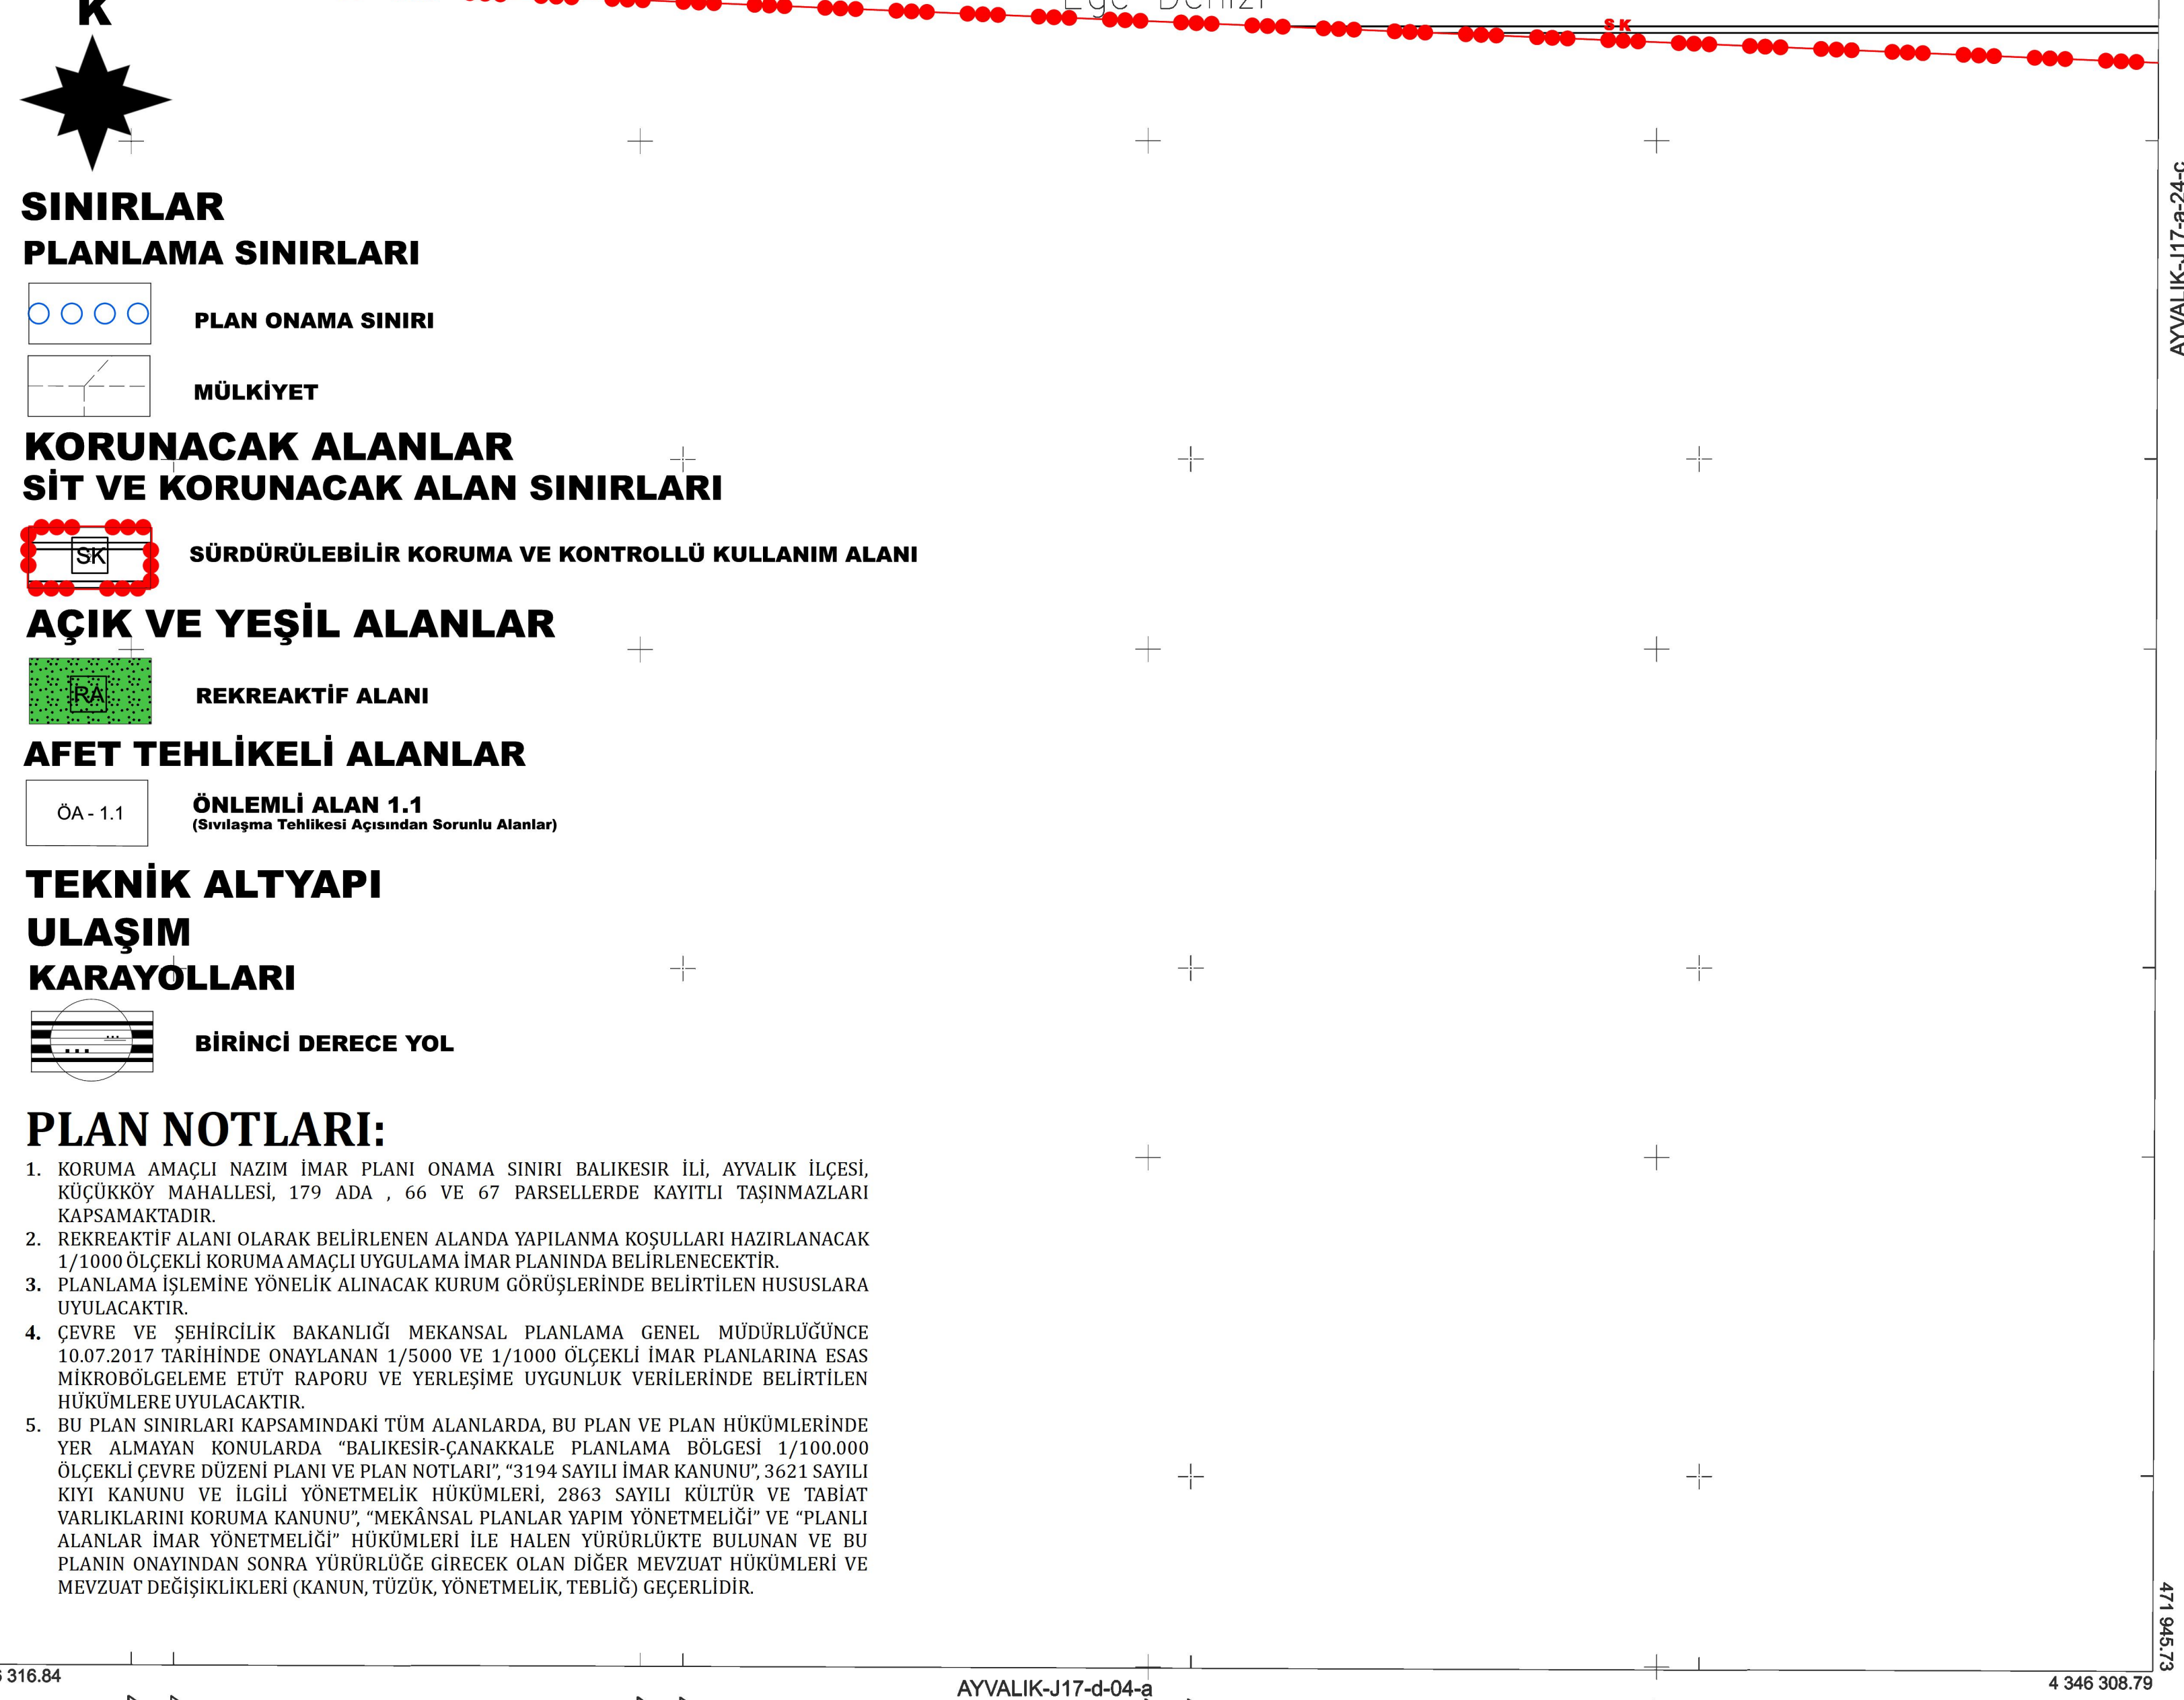 K
Ege Denizi
SK
AYVALIK-J17-a-24-c
SINIRLAR
PLANLAMA SINIRLARI
PLAN ONAMA SINIRI
MÜLKİYET
KORUNACAK ALANLAR
SİT VE KORUNACAK ALAN SINIRLARI
SK
SÜRDÜRÜLEBİLİR KORUMA VE KONTROLLÜ KULLANIM ALANI
AÇIK VE YEŞİL ALANLAR
RA
REKREAKTİF ALANI
AFET TEHLİKELİ ALANLAR
ÖA - 1.1
ÖNLEMLİ ALAN 1.1
(Sıvılaşma Tehlikesi Açısından Sorunlu Alanlar)
TEKNİK ALTYAPI
ULAŞIM
KARAYOLLARI
BİRİNCİ DERECE YOL
PLAN NOTLARI:
1. KORUMA AMAÇLI NAZIM İMAR PLANI ONAMA SINIRI BALIKESIR İLİ, AYVALIK İLÇESİ,
KÜÇÜKKÖY MAHALLESİ, 179 ADA , 66 VE 67 PARSELLERDE KAYITLI TAŞINMAZLARI
KAPSAMAKTADIR.
2. REKREAKTİF ALANI OLARAK BELİRLENEN ALANDA YAPILANMA KOŞULLARI HAZIRLANACAK
1/1000 ÖLÇEKLİ KORUMA AMAÇLI UYGULAMA İMAR PLANINDA BELİRLENECEKTİR.
3. PLANLAMA İŞLEMİNE YÖNELİK ALINACAK KURUM GÖRÜŞLERİNDE BELİRTİLEN HUSUSLARA
UYULACAKTIR.
4. ÇEVRE VE ŞEHİRCİLİK BAKANLIĞI MEKANSAL PLANLAMA GENEL MÜDÜRLÜĞÜNCE
10.07.2017 TARİHİNDE ONAYLANAN 1/5000 VE 1/1000 ÖLÇEKLİ İMAR PLANLARINA ESAS
MİKROBÖLGELEME ETÜT RAPORU VE YERLEŞİME UYGUNLUK VERİLERİNDE BELİRTİLEN
HÜKÜMLERE UYULACAKTIR.
5. BU PLAN SINIRLARI KAPSAMINDAKİ TÜM ALANLARDA, BU PLAN VE PLAN HÜKÜMLERİNDE
YER ALMAYAN KONULARDA “BALIKESİR-ÇANAKKALE PLANLAMA BÖLGESİ 1/100.000
ÖLÇEKLİ ÇEVRE DÜZENİ PLANI VE PLAN NOTLARI”, “3194 SAYILI İMAR KANUNU”, 3621 SAYILI
KIYI KANUNU VE İLGİLİ YÖNETMELİK HÜKÜMLERİ, 2863 SAYILI KÜLTÜR VE TABİAT
VARLIKLARINI KORUMA KANUNU”, “MEKÂNSAL PLANLAR YAPIM YÖNETMELİĞİ” VE “PLANLI
ALANLAR İMAR YÖNETMELİĞİ” HÜKÜMLERİ İLE HALEN YÜRÜRLÜKTE BULUNAN VE BU
PLANIN ONAYINDAN SONRA YÜRÜRLÜĞE GİRECEK OLAN DİĞER MEVZUAT HÜKÜMLERİ VE
MEVZUAT DEĞİŞİKLİKLERİ (KANUN, TÜZÜK, YÖNETMELİK, TEBLİĞ) GEÇERLİDİR.
471 945.73
316.84
AYVALIK-J17-d-04-a
4 346 308.79